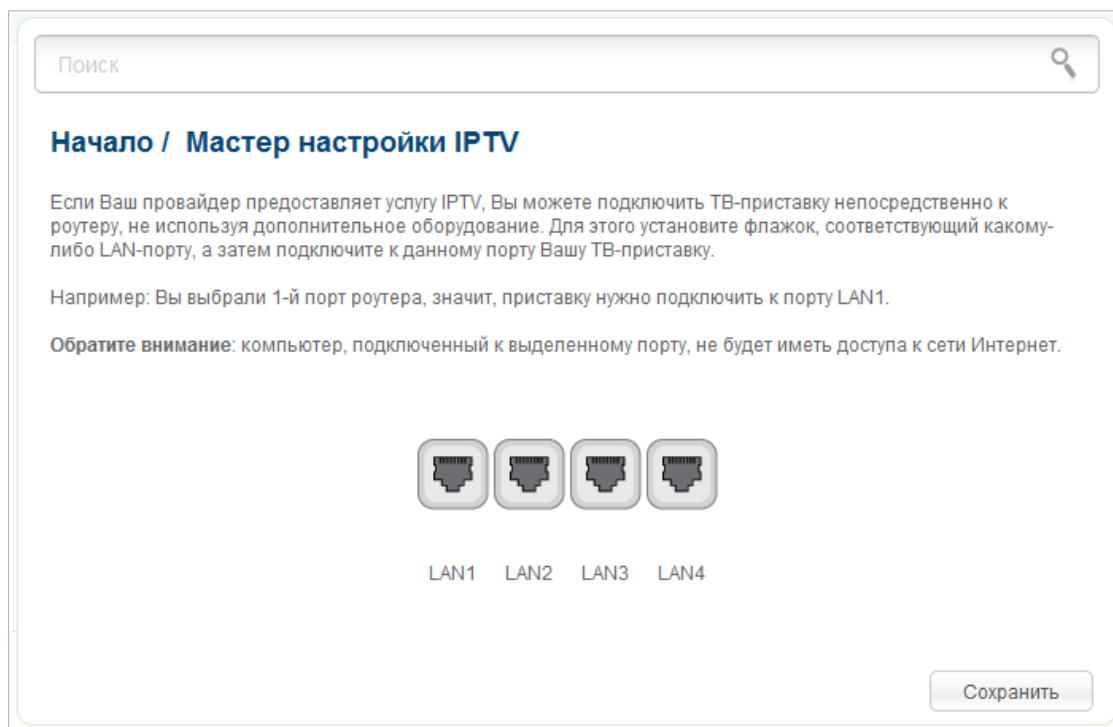 Поиск
Начало / Мастер настройки IPTV
Если Ваш провайдер предоставляет услугу IPTV, Вы можете подключить ТВ-приставку непосредственно к
роутеру, не используя дополнительное оборудование. Для этого установите флажок, соответствующий какому-
либо LAN-порту, а затем подключите к данному порту Вашу ТВ-приставку.
Например: Вы выбрали 1-й порт роутера, значит, приставку нужно подключить к порту LAN1.
Обратите внимание: компьютер, подключенный к выделенному порту, не будет иметь доступа к сети Интернет.
LAN1 LAN2 LAN3 LAN4
Сохранить